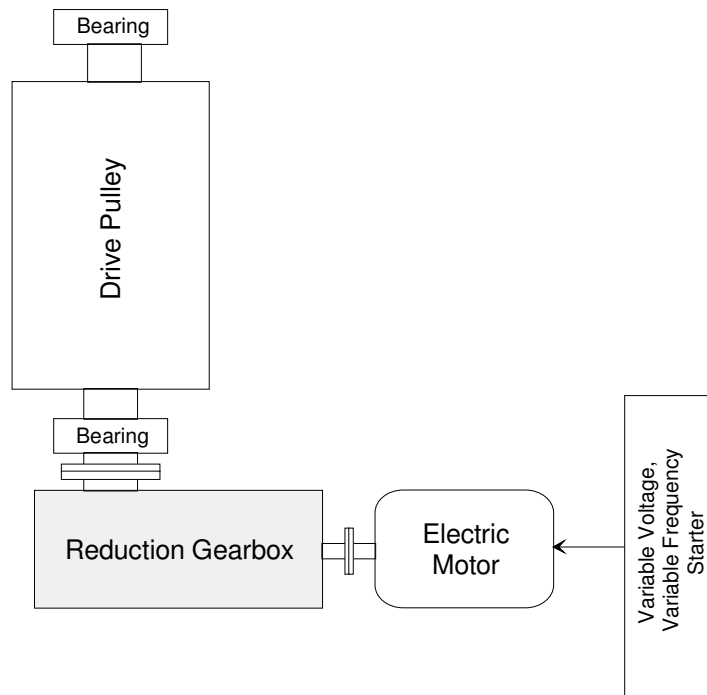 Bearing
Drive Pulley
Bearing
Reduction Gearbox
Electric
Motor
Variable Voltage,
Variable Frequency
Starter